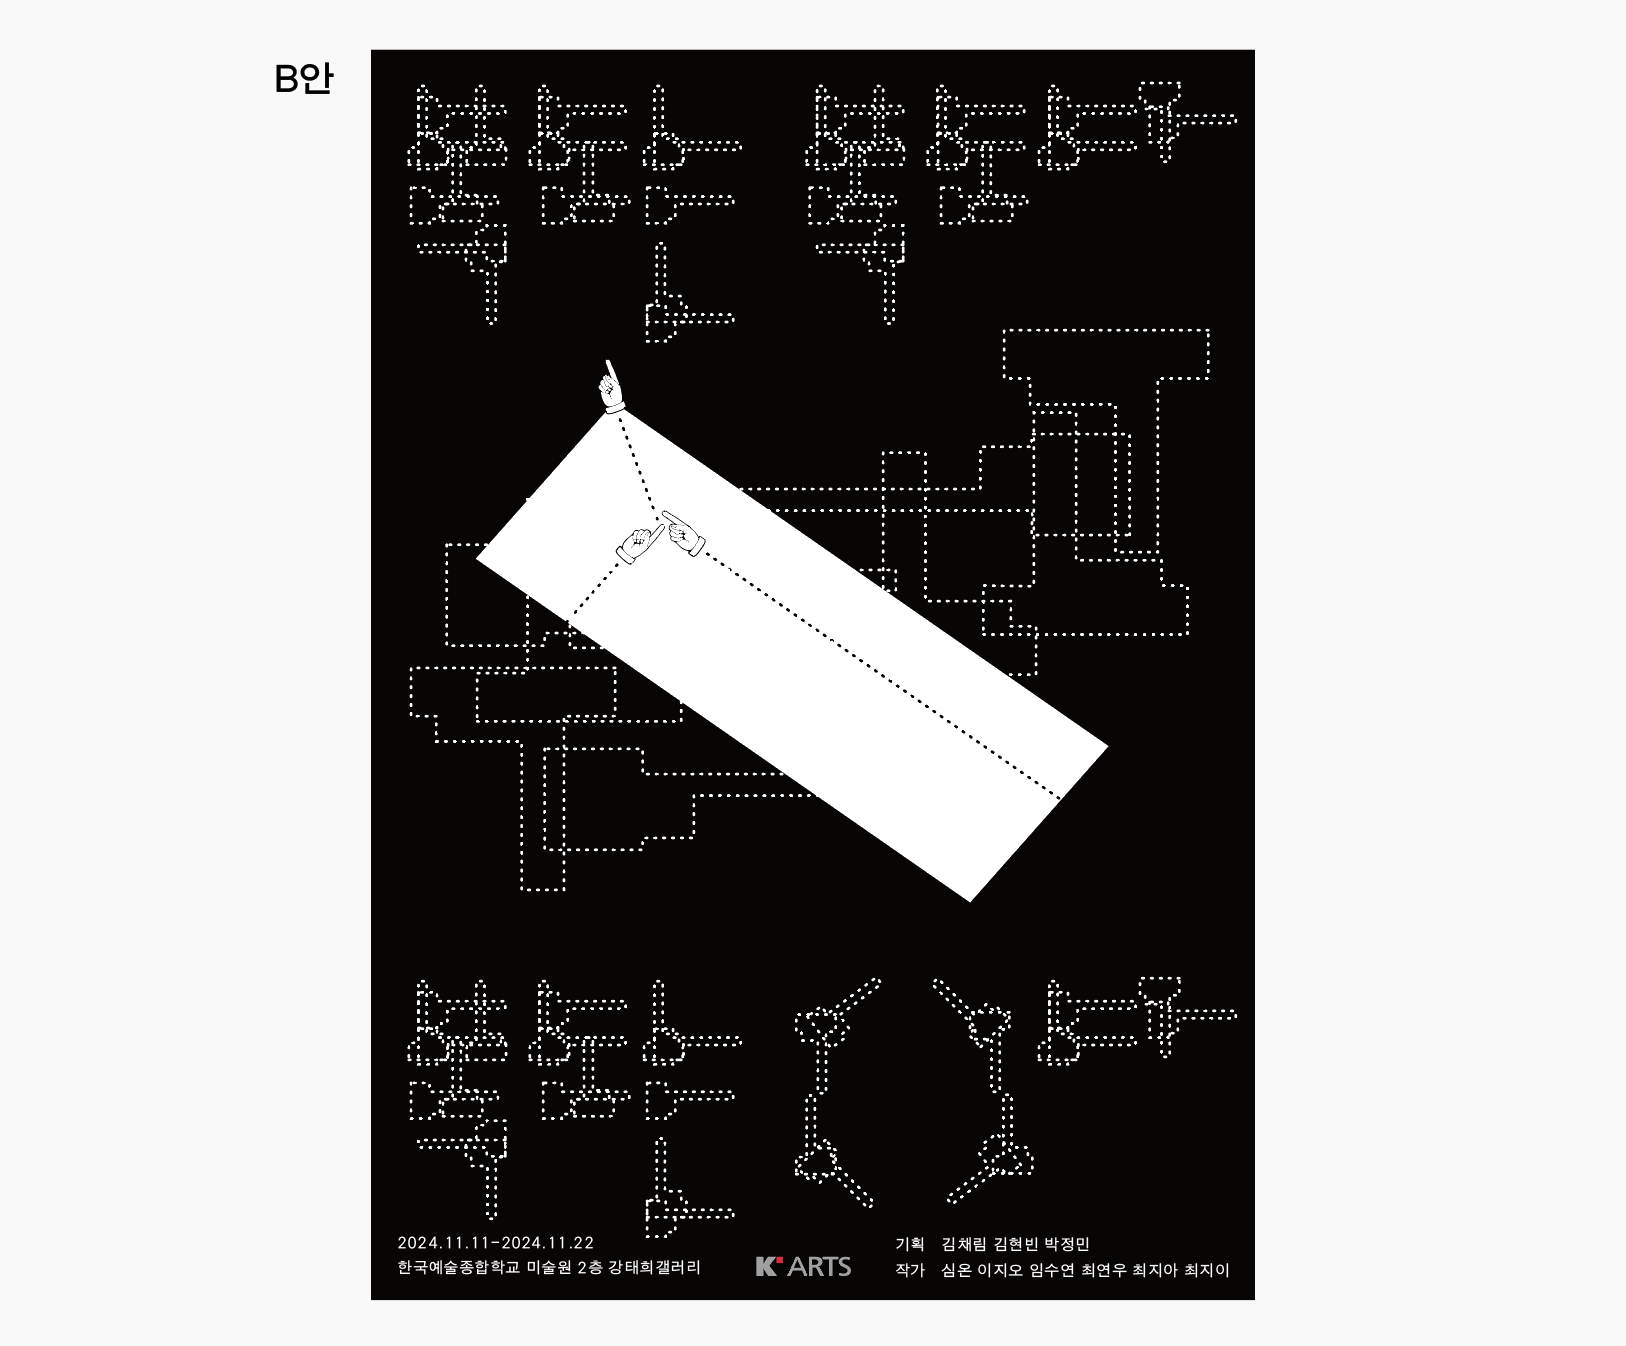 B안
2024.11.11-2024.11.22
한국예술종합학교 미술원 2층 강태희갤러리
K ARTS
기획 김채림 김현빈 박정민
작가 심온 이지오 임수연 최연우 최지아 최지이